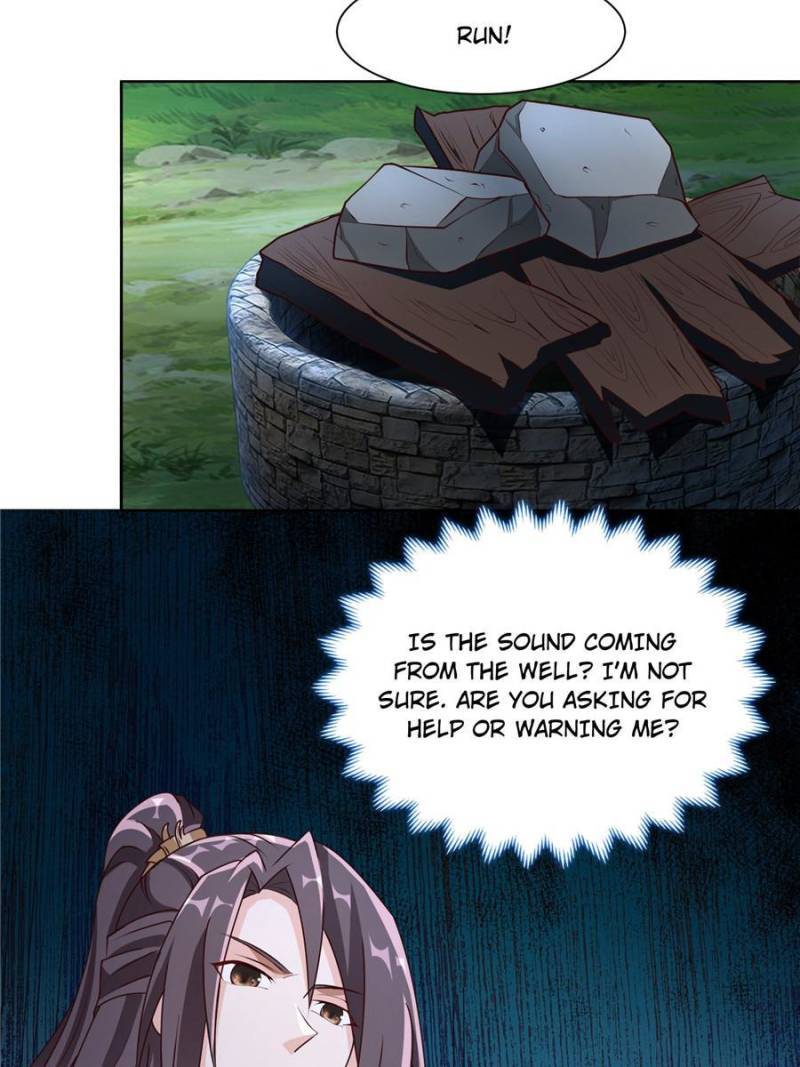 RUN!
IS THE SOUND COMING
FROM THE WELL? I'M NOT
SURE. ARE YOU ASKING FOR
HELP OR WARNING ME?